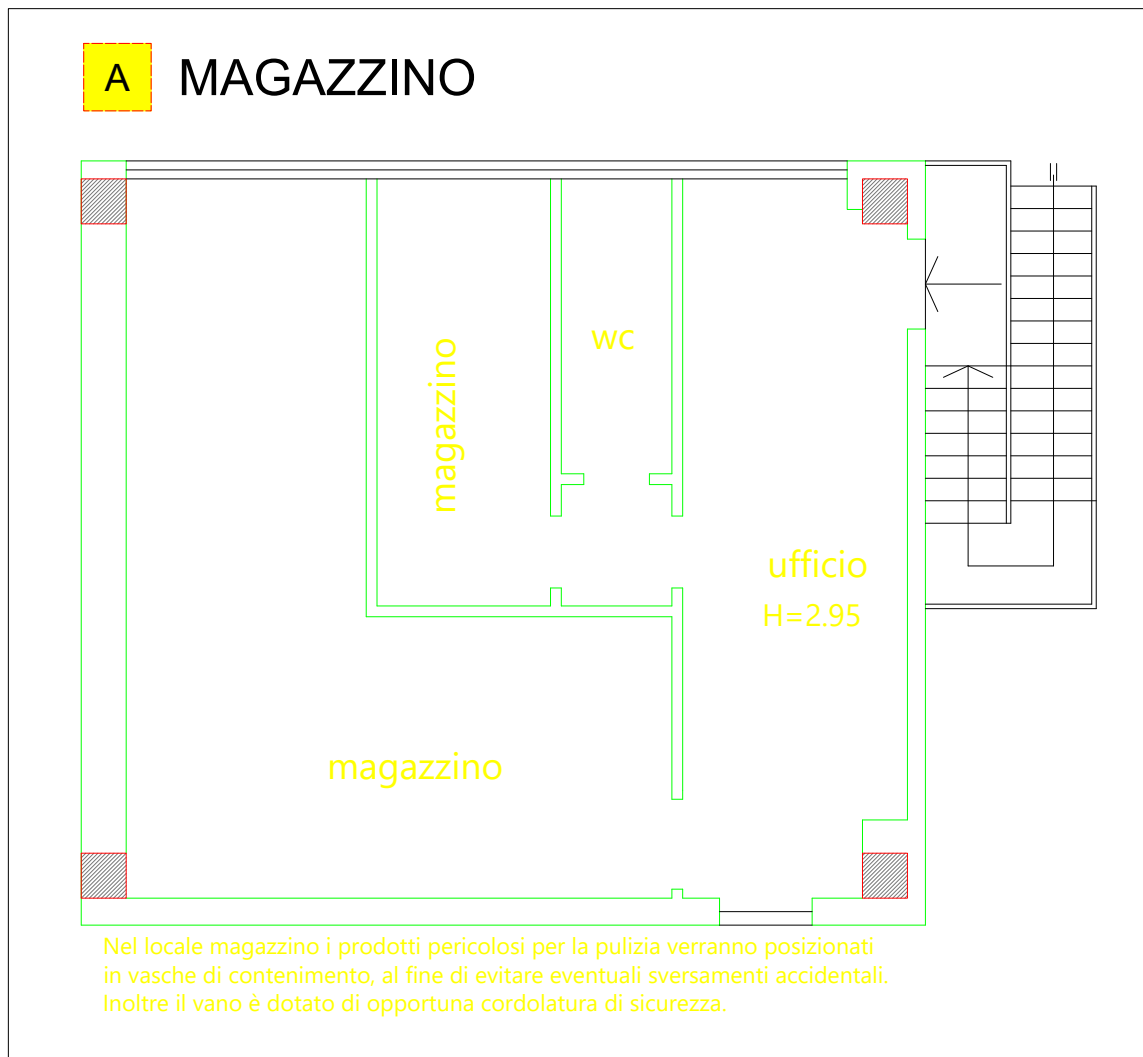 A MAGAZZINO
wc
magazzino
ufficio
H=2.95
magazzino
Nel locale magazzino i prodotti pericolosi per la pulizia verranno posizionati
in vasche di contenimento, al fine di evitare eventuali sversamenti accidentali.
Inoltre il vano è dotato di opportuna cordolatura di sicurezza.